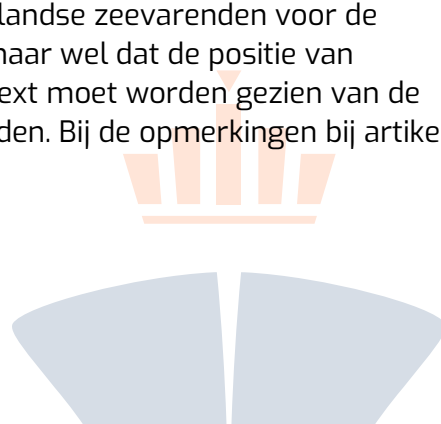 landse zeevarenden voor de
naar wel dat de positie van
ext moet worden gezien van de
den. Bij de opmerkingen bij artike